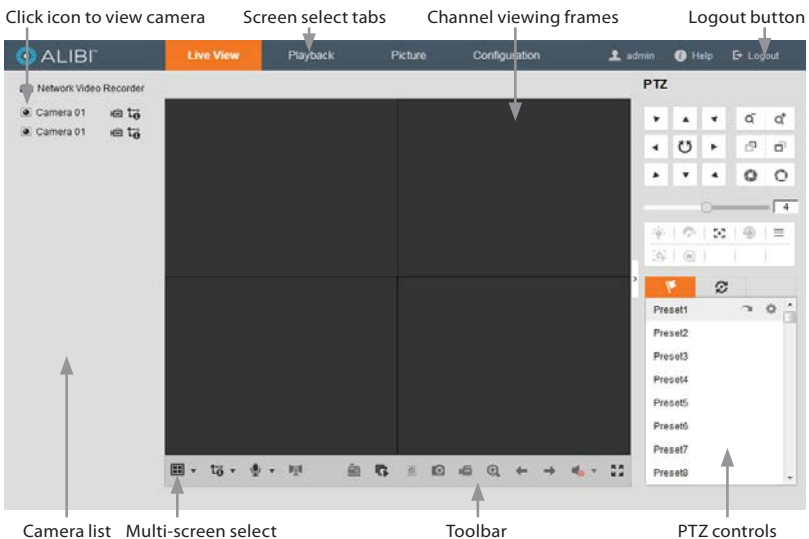 Click icon to view camera Screen select tabs Channel viewing frames Logout button
ALIBI™ Live View Playback Picture Configuration admin Help Logout
Network Video Recorder PTZ
Camera 01
Camera 01
4
Preset1
Preset2
Preset3
Preset4
Preset5
Preset6
Preset7
Preset8
Camera list Multi-screen select Toolbar PTZ controls